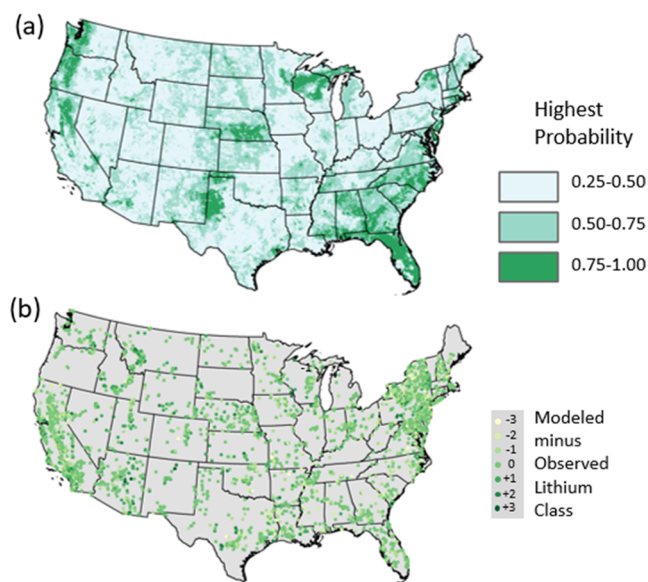 (a)
Highest
Probability
0.25-0.50
0.50-0.75
0.75-1.00
(b)
-3
-2
-1
0
+1
+2
+3
Modeled
minus
Observed
Lithium
Class